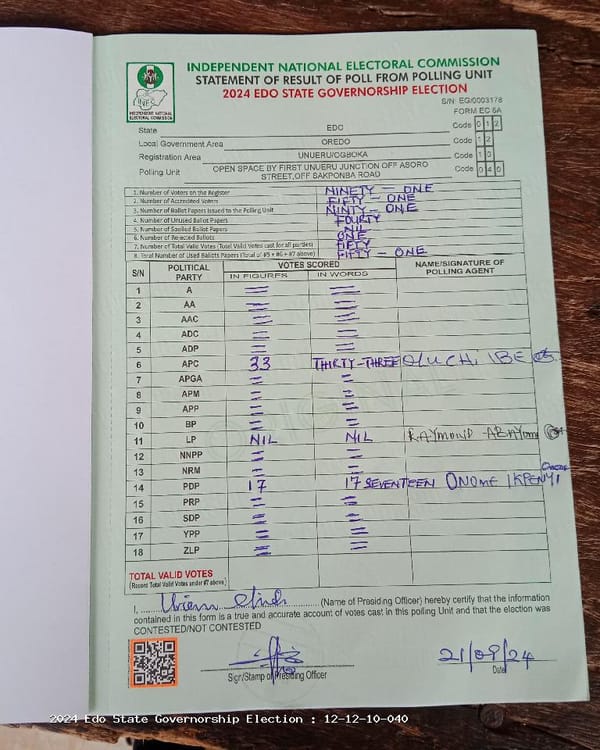 INDEPENDENT NATIONAL ELECTORAL COMMISSION
STATEMENT OF RESULT OF POLL FROM POLLING UNIT
2024 EDO STATE GOVERNORSHIP ELECTION
S/N: EG/0003178
FORM EC 8A
INEC
INDEPENDENT NATIONAL ELECTORAL COMMISSION
State EDO Code 0 1 2
Local Government Area OREDO Code 1 2
Registration Area UNUERU/OGBOKA Code 1 0
Polling Unit OPEN SPACE BY FIRST UNUERU JUNCTION OFF ASORO STREET,OFF SAKPONBA ROAD Code 0 4 0
1. Number of Voters on the Register NINETY - ONE
2. Number of Accredited Voters FIFTY - ONE
3. Number of Ballot Papers Issued to the Polling Unit NINTY - ONE
4. Number of Unused Ballot Papers FOURTY
5. Number of Spoiled Ballot Papers NIL
6. Number of Rejected Ballots ONE
7. Number of Total Valid Votes (Total Valid Votes cast for all parties) FIFTY
8. Total Number of Used Ballots Papers (Total of #5 + #6 + #7 above) FIFTY - ONE
S/N POLITICAL PARTY VOTES SCORED NAME/SIGNATURE OF POLLING AGENT
IN FIGURES IN WORDS
1 A
2 AA
3 AAC
4 ADC
5 ADP
6 APC 33 THIRTY-THREE OLUCHI IBE
7 APGA
8 APM
9 APP
10 BP
11 LP NIL NIL RAYMOND
12 NNPP
13 NRM
14 PDP 17 17 SEVENTEEN ONOME IKPENYI
15 PRP
16 SDP
17 YPP
18 ZLP
TOTAL VALID VOTES
(Record Total Valid Votes under #7 above)
I, (Name of Presiding Officer) hereby certify that the information
contained in this form is a true and accurate account of votes cast in this polling Unit and that the election was
CONTESTED/NOT CONTESTED
21/09/24
Sign/Stamp of Presiding Officer Date
2024 Edo State Governorship Election : 12-12-10-040